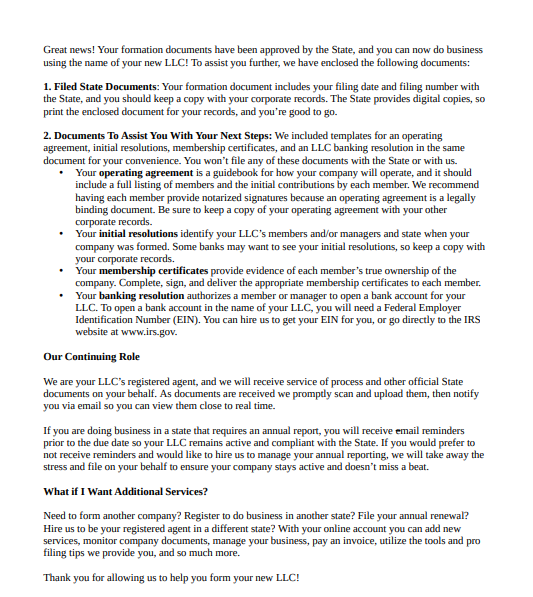 Great news! Your formation documents have been approved by the State, and you can now do business
using the name of your new LLC! To assist you further, we have enclosed the following documents:
1. Filed State Documents: Your formation document includes your filing date and filing number with
the State, and you should keep a copy with your corporate records. The State provides digital copies, so
print the enclosed document for your records, and you're good to go.
2. Documents To Assist You With Your Next Steps: We included templates for an operating
agreement, initial resolutions, membership certificates, and an LLC banking resolution in the same
document for your convenience. You won't file any of these documents with the State or with us.
• Your operating agreement is a guidebook for how your company will operate, and it should
include a full listing of members and the initial contributions by each member. We recommend
having each member provide notarized signatures because an operating agreement is a legally
binding document. Be sure to keep a copy of your operating agreement with your other
corporate records.
• Your initial resolutions identify your LLC's members and/or managers and state when your
company was formed. Some banks may want to see your initial resolutions, so keep a copy with
your corporate records.
• Your membership certificates provide evidence of each member's true ownership of the
company. Complete, sign, and deliver the appropriate membership certificates to each member.
• Your banking resolution authorizes a member or manager to open a bank account for your
LLC. To open a bank account in the name of your LLC, you will need a Federal Employer
Identification Number (EIN). You can hire us to get your EIN for you, or go directly to the IRS
website at www.irs.gov.
Our Continuing Role
We are your LLC's registered agent, and we will receive service of process and other official State
documents on your behalf. As documents are received we promptly scan and upload them, then notify
you via email so you can view them close to real time.
If you are doing business in a state that requires an annual report, you will receive email reminders
prior to the due date so your LLC remains active and compliant with the State. If you would prefer to
not receive reminders and would like to hire us to manage your annual reporting, we will take away the
stress and file on your behalf to ensure your company stays active and doesn't miss a beat.
What if I Want Additional Services?
Need to form another company? Register to do business in another state? File your annual renewal?
Hire us to be your registered agent in a different state? With your online account you can add new
services, monitor company documents, manage your business, pay an invoice, utilize the tools and pro
filing tips we provide you, and so much more.
Thank you for allowing us to help you form your new LLC!